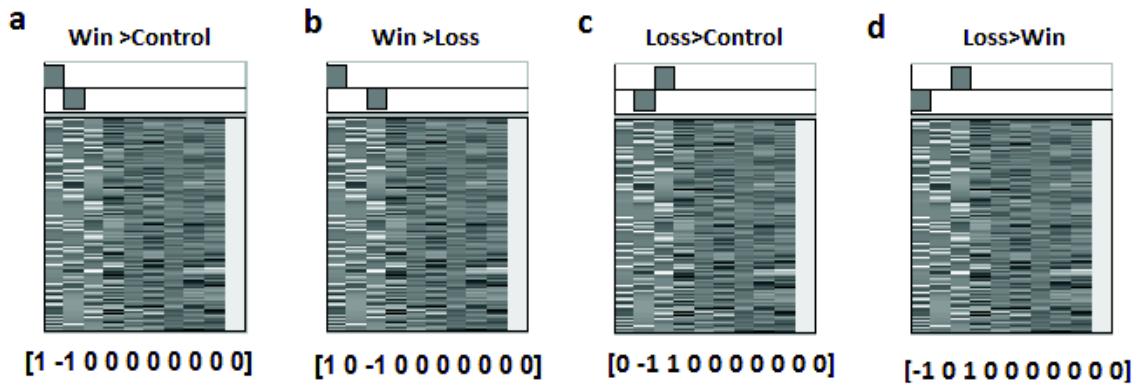 a
Win >Control
[1 -1 0 0 0 0 0 0 0 0]
b
Win >Loss
[1 0 -1 0 0 0 0 0 0 0]
c
Loss>Control
[0 -1 1 0 0 0 0 0 0 0]
d
Loss>Win
[-1 0 1 0 0 0 0 0 0 0]